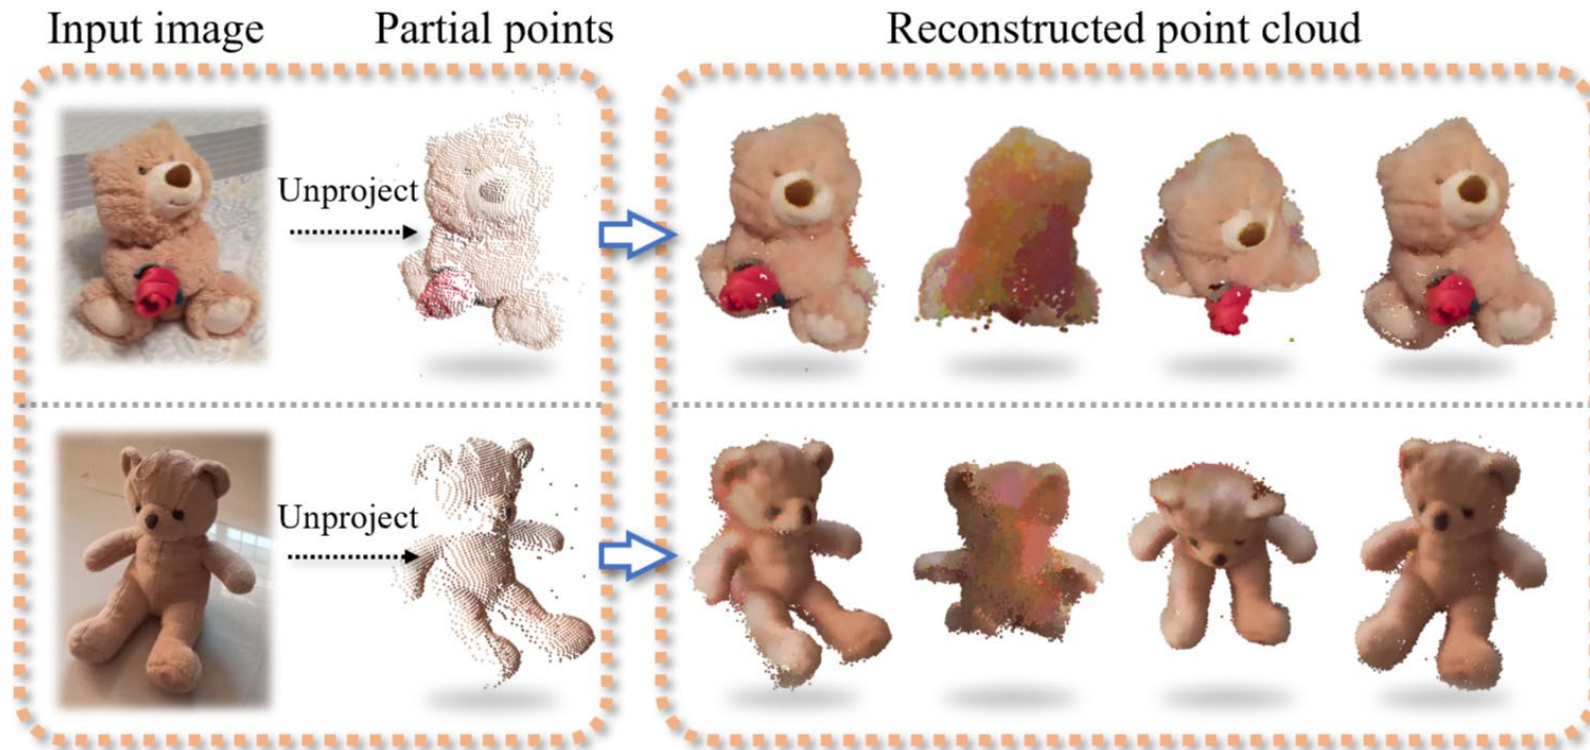 Input image
Partial points
Reconstructed point cloud
Unproject
Unproject